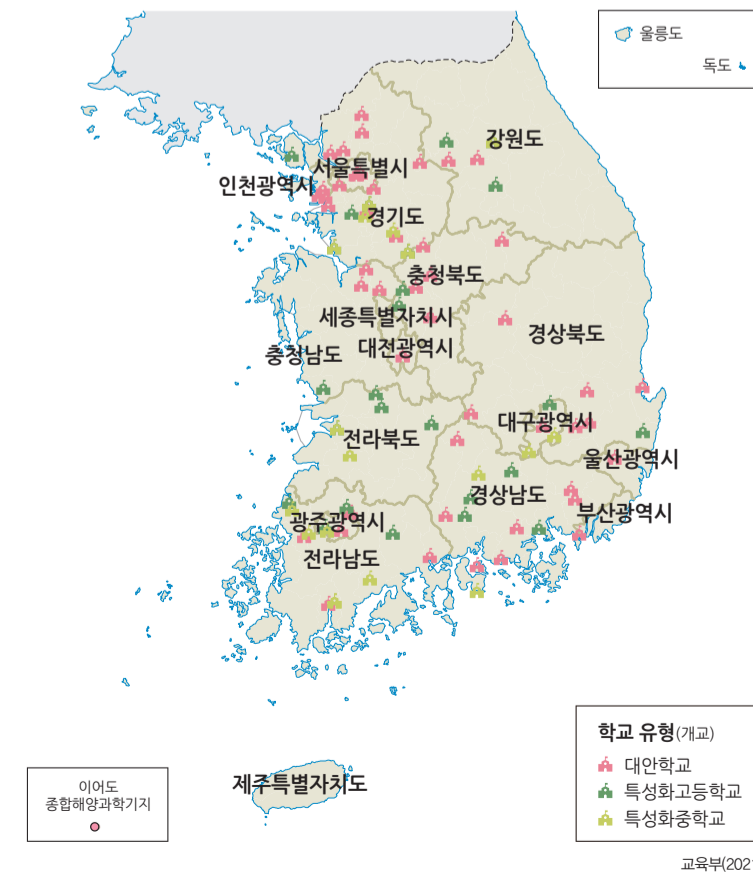 울릉도
독도
강원도
서울특별시
인천광역시
경기도
충청북도
세종특별자치시
대전광역시
충청남도
경상북도
대구광역시
전라북도
울산광역시
경상남도
부산광역시
광주광역시
전라남도
제주특별자치도
이어도
종합해양과학기지
학교 유형(개교)
대안학교
특성화고등학교
특성화중학교
교육부(2021